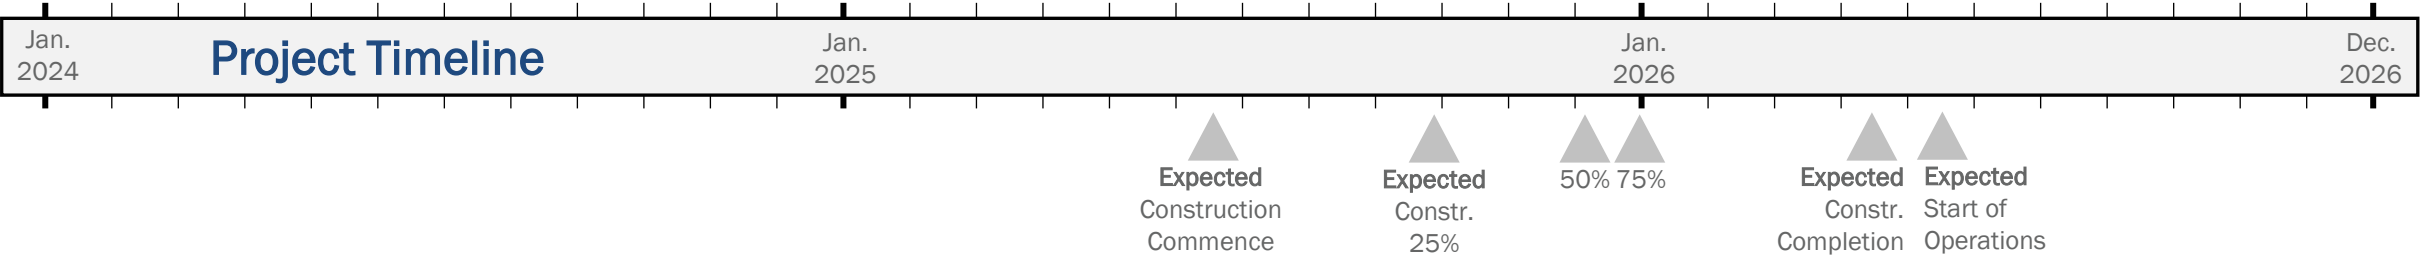 Jan.
2024
Project Timeline
Jan.
2025
Jan.
2026
Dec.
2026
Expected
Construction
Commence
Expected
Constr.
25%
50% 75%
Expected
Constr.
Completion
Expected
Start of
Operations